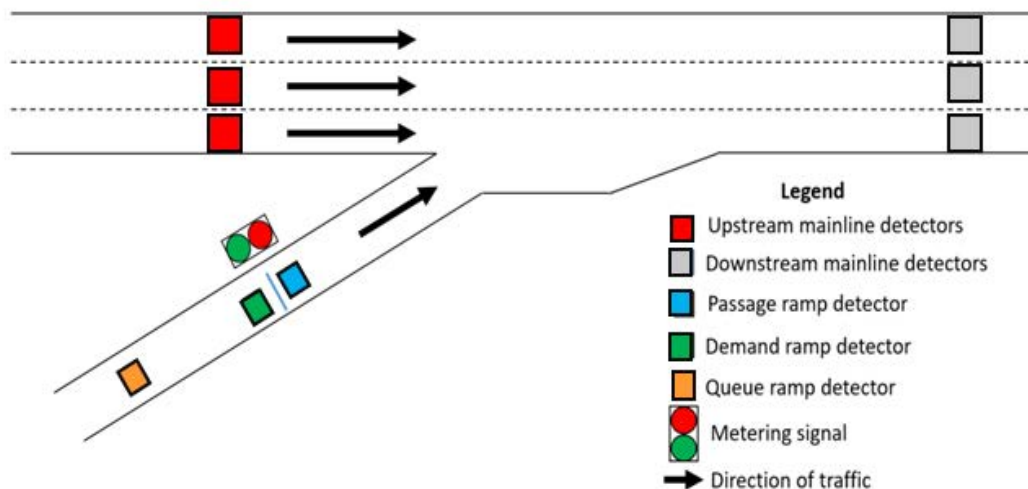 Legend
Upstream mainline detectors
Downstream mainline detectors
Passage ramp detector
Demand ramp detector
Queue ramp detector
Metering signal
Direction of traffic